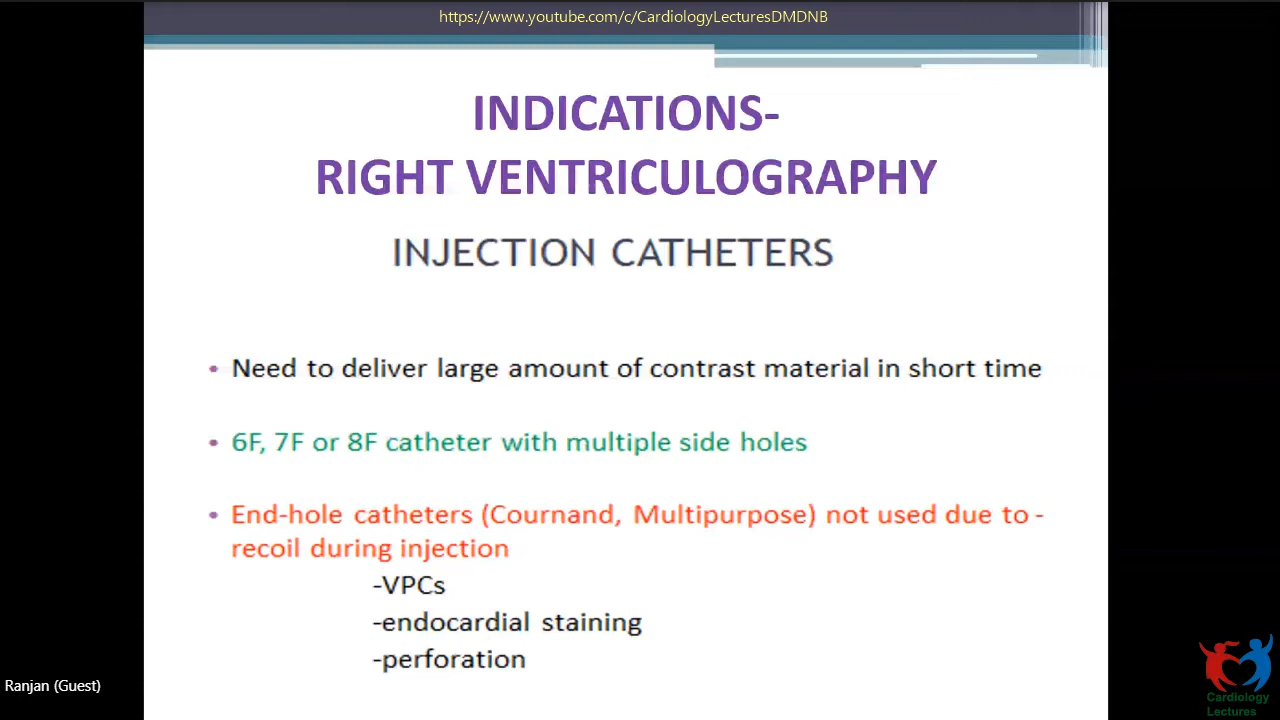 https://www.youtube.com/c/CardiologyLecturesDMDNB
INDICATIONS-
RIGHT VENTRICULOGRAPHY
INJECTION CATHETERS
• Need to deliver large amount of contrast material in short time
• 6F, 7F or 8F catheter with multiple side holes
• End-hole catheters (Cournand, Multipurpose) not used due to -
recoil during injection
-VPCs
-endocardial staining
-perforation
Ranjan (Guest)
Cardiology
Lectures